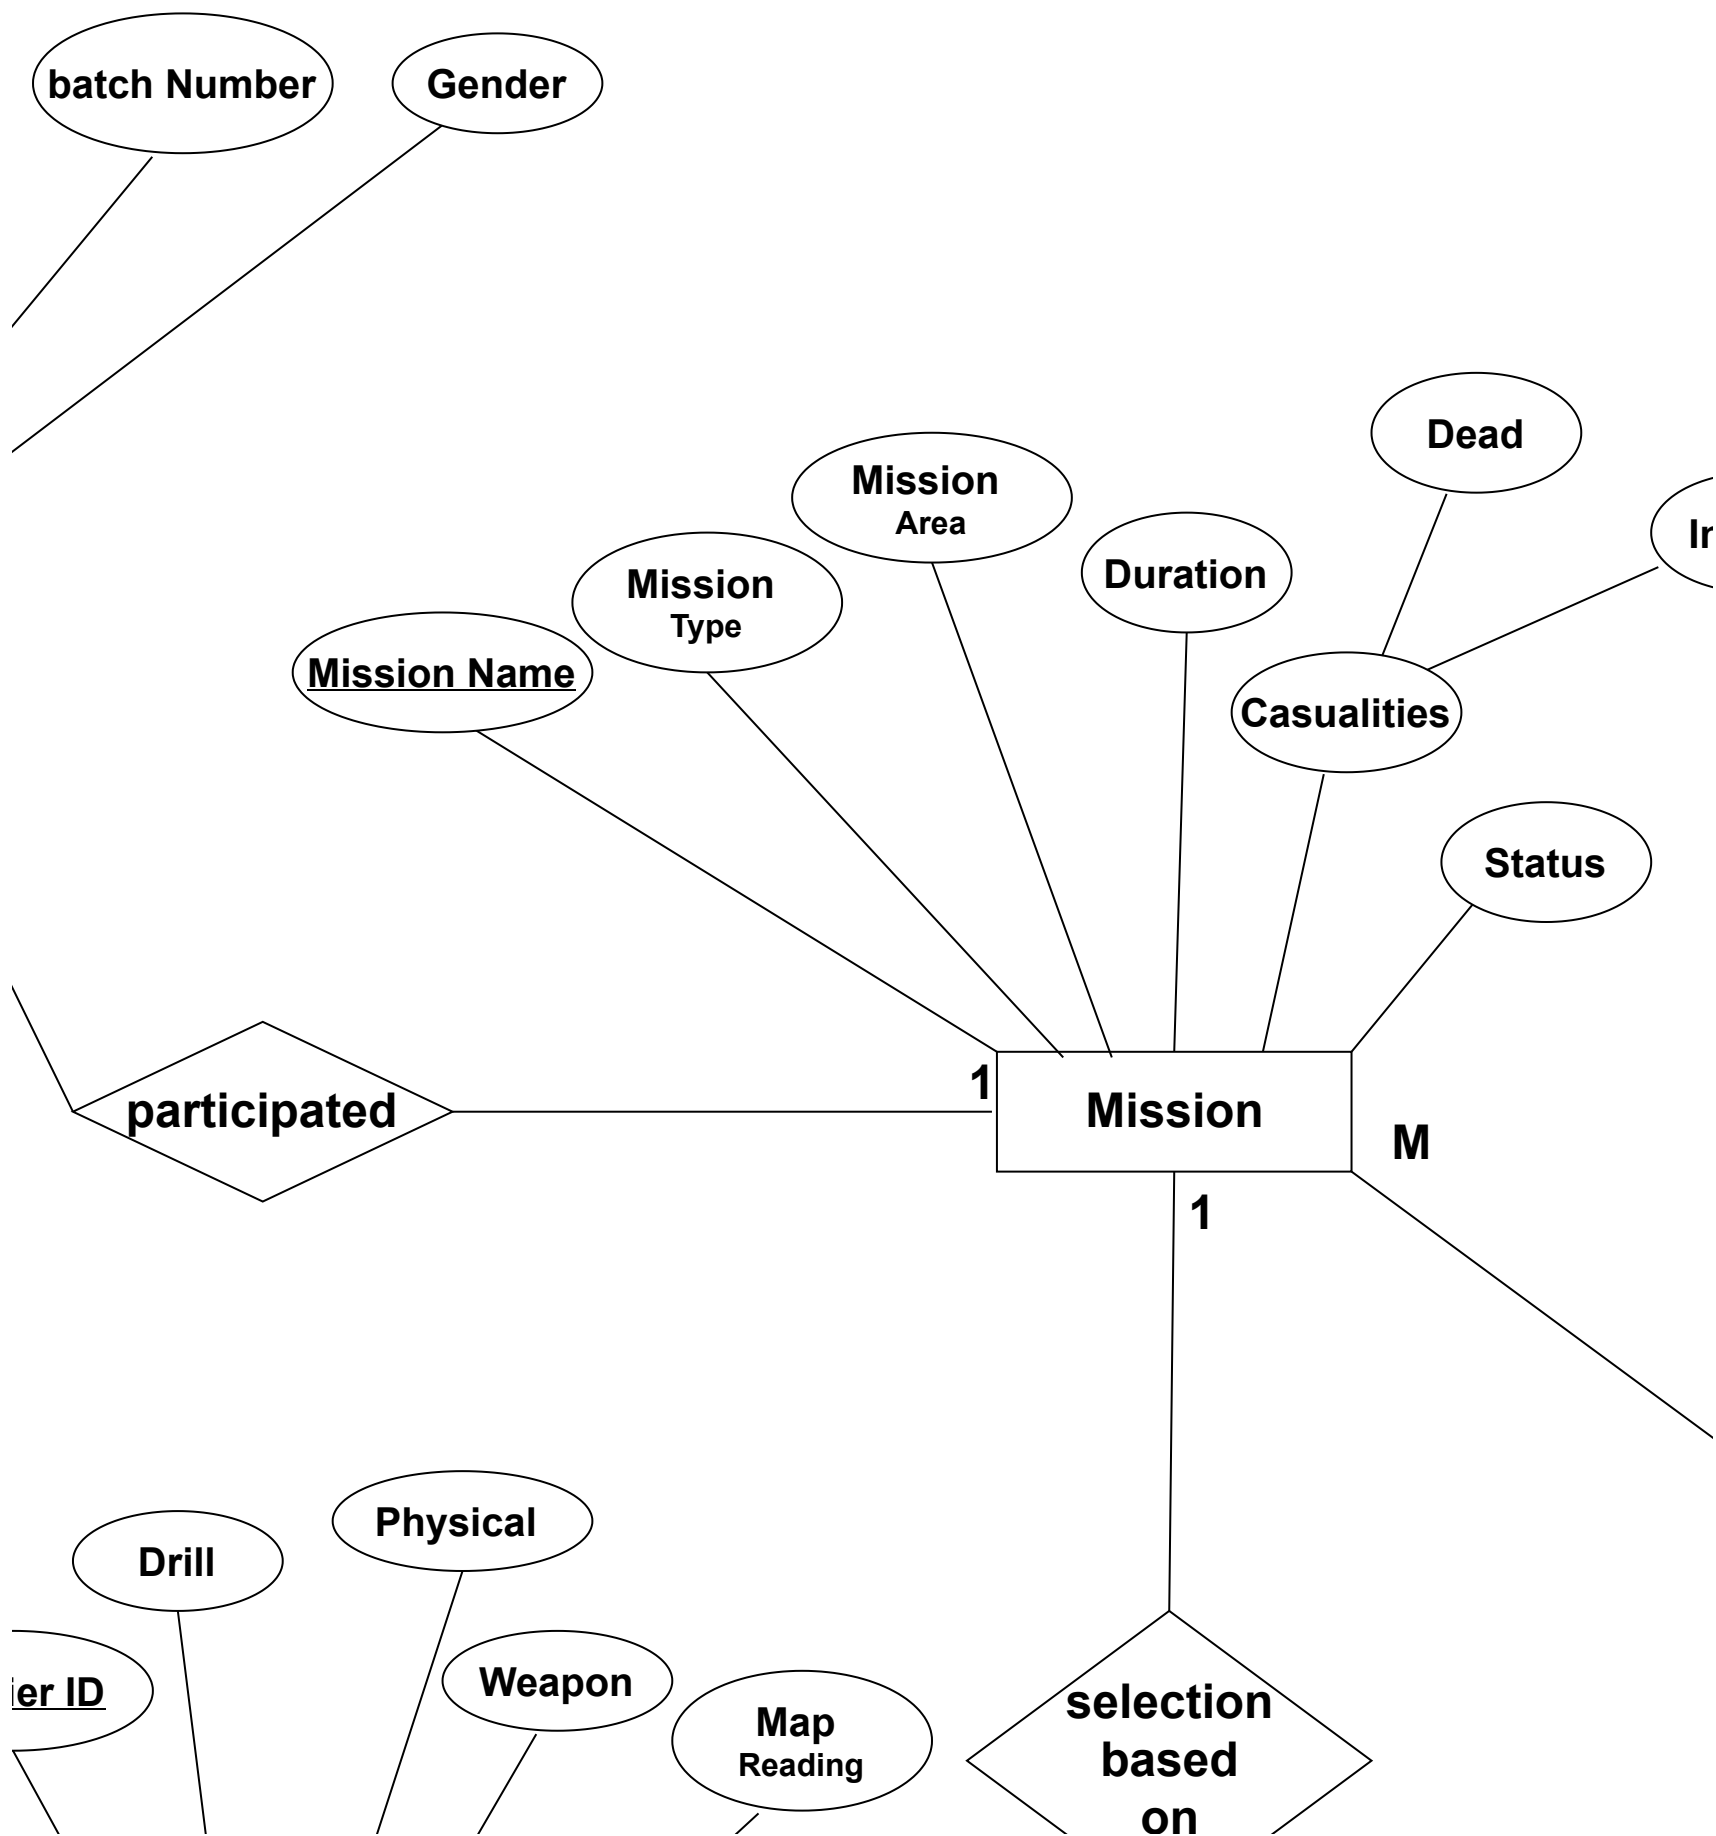 batch Number
Gender
Dead
Mission
Area
Duration
Mission
Type
Mission Name
Casualities
Status
1
participated
Mission
M
1
Physical
Drill
Weapon
ID
Map
Reading
selection
based
on